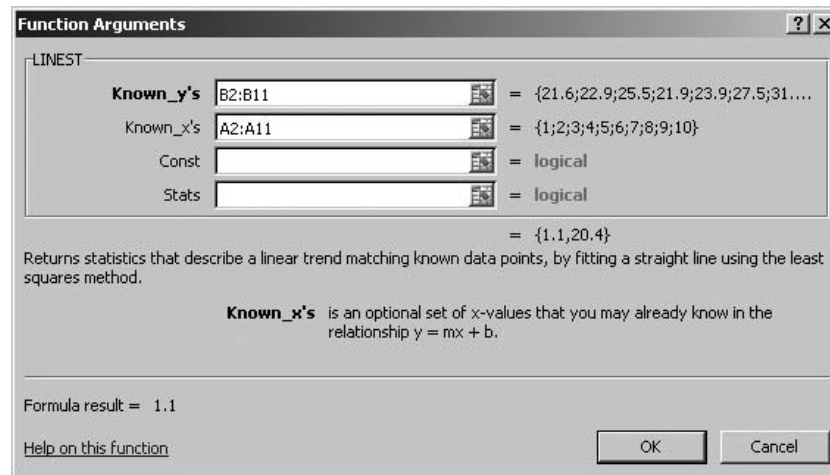 Function Arguments
LINEST
Known_y's B2:B11 = {21.6;22.9;25.5;21.9;23.9;27.5;31....
Known_x's A2:A11 = {1;2;3;4;5;6;7;8;9;10}
Const = logical
Stats = logical
= {1.1,20.4}
Returns statistics that describe a linear trend matching known data points, by fitting a straight line using the least
squares method.
Known_x's is an optional set of x-values that you may already know in the
relationship y = mx + b.
Formula result = 1.1
Help on this function
OK Cancel